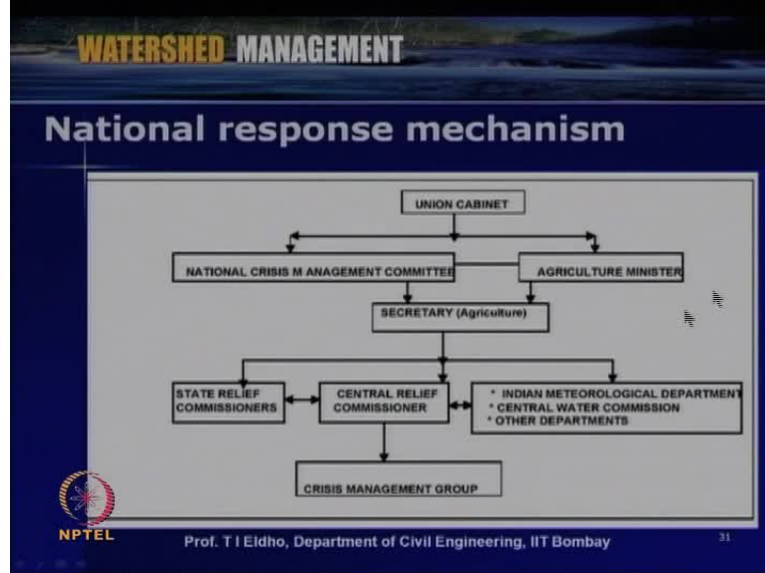 WATERSHED MANAGEMENT
National response mechanism
UNION CABINET
NATIONAL CRISIS M ANAGEMENT COMMITTEE
AGRICULTURE MINISTER
SECRETARY (Agriculture)
STATE RELIEF
COMMISSIONERS
CENTRAL RELIEF
COMMISSIONER
* INDIAN METEOROLOGICAL DEPARTMENT
* CENTRAL WATER COMMISSION
* OTHER DEPARTMENTS
CRISIS MANAGEMENT GROUP
NPTEL
Prof. T I Eldho, Department of Civil Engineering, IIT Bombay
31